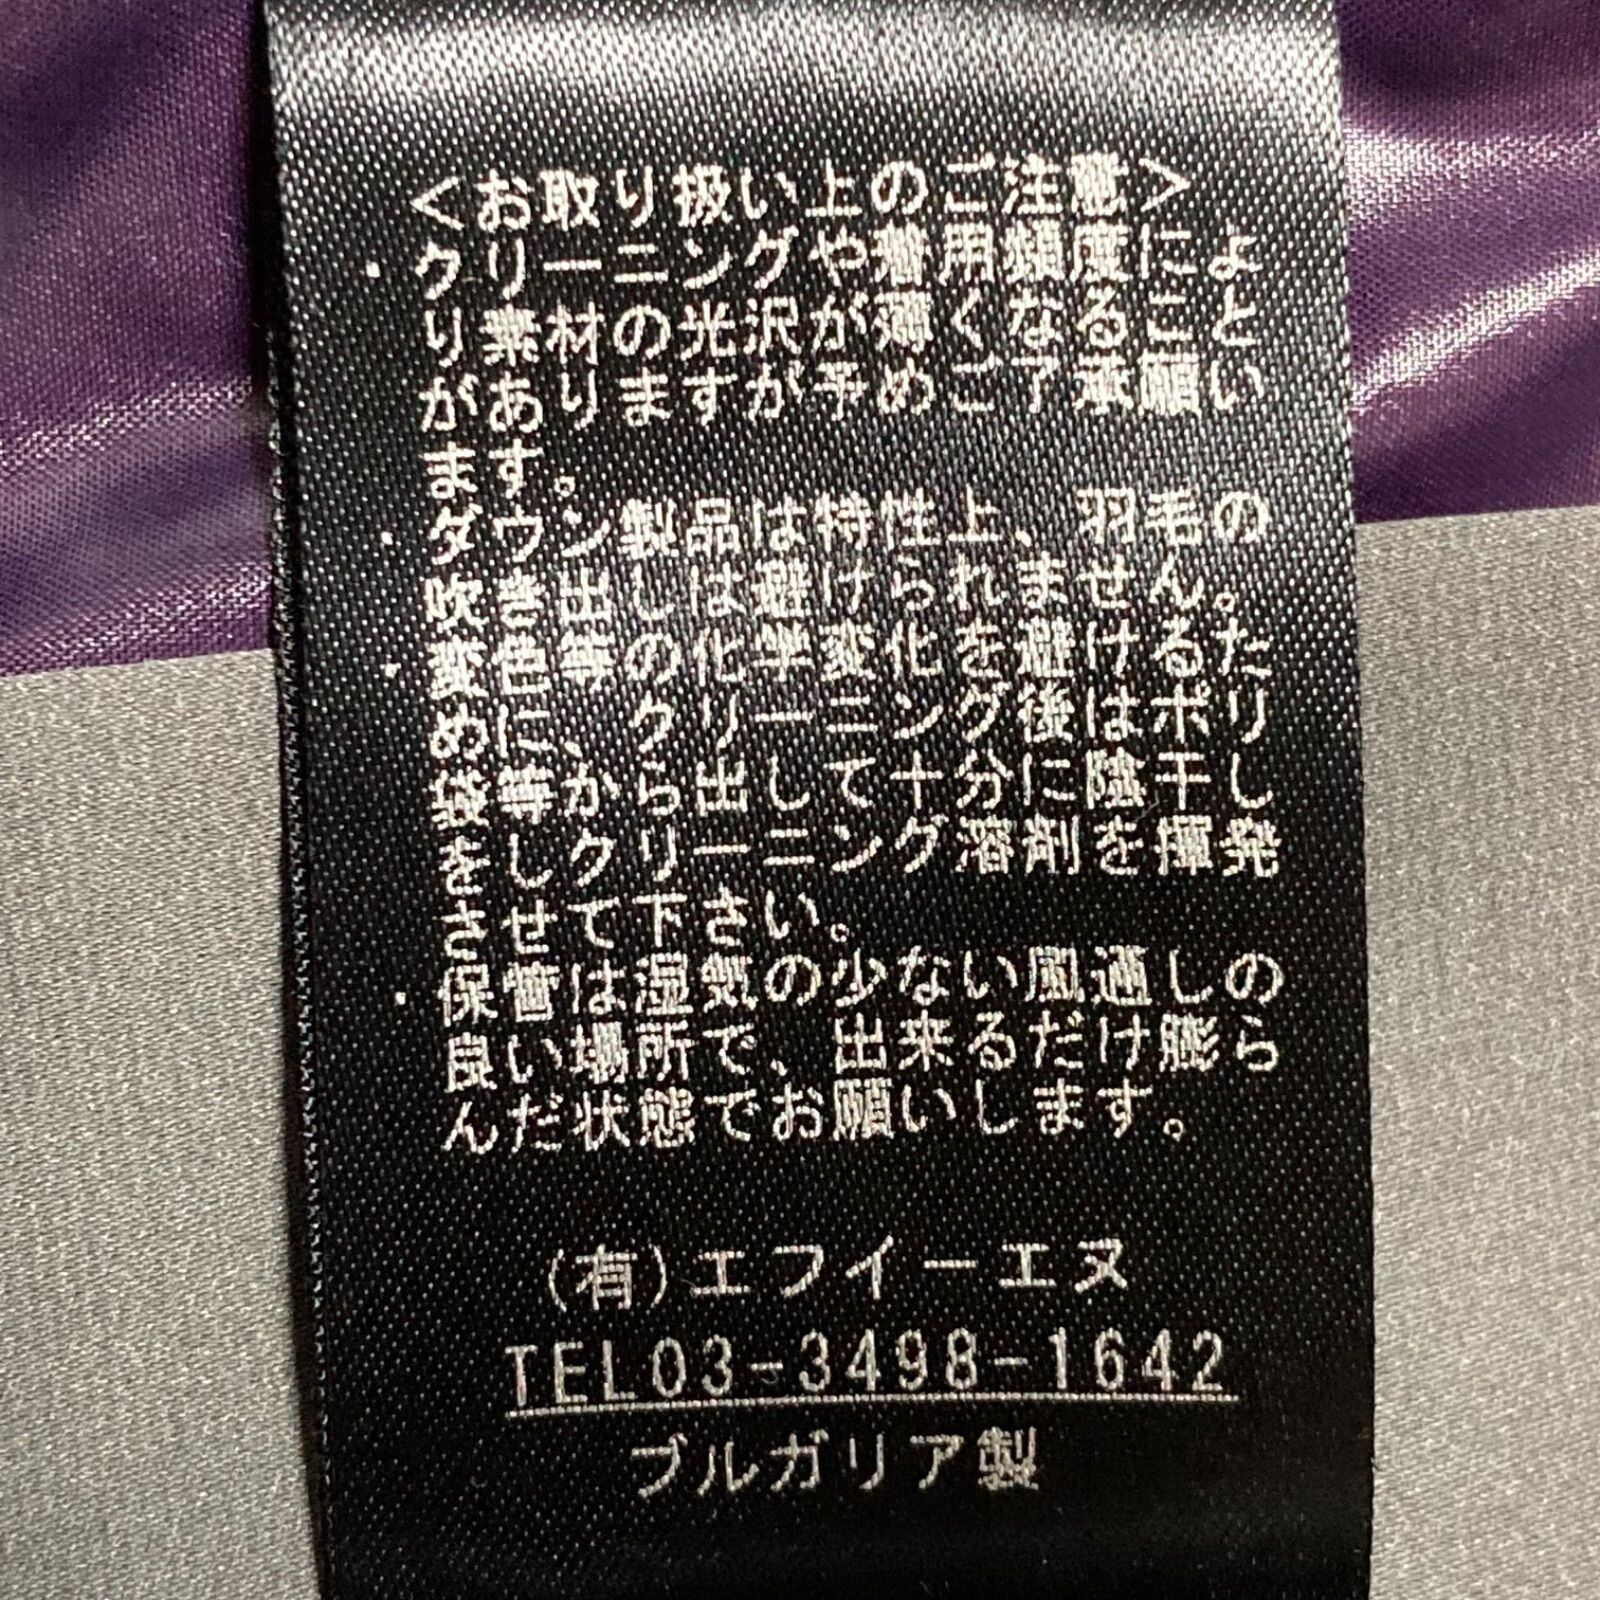 <お取り扱い上のご注意>
・クリーニングや着用頻度によ
り素材の光沢が薄くなること
がありますが予めご了承願い
ます。
・ダウン製品は特性上、羽毛の
吹き出しは避けられません。
・変色等の化学変化を避けるた
めに、クリーニング後はポリ
袋等から出して十分に陰干し
をしクリーニング溶剤を揮発
させて下さい。
・保管は湿気の少ない風通しの
良い場所で、出来るだけ膨ら
んだ状態でお願いします。
(有)エフイーエヌ
TEL03-3498-1642
ブルガリア製